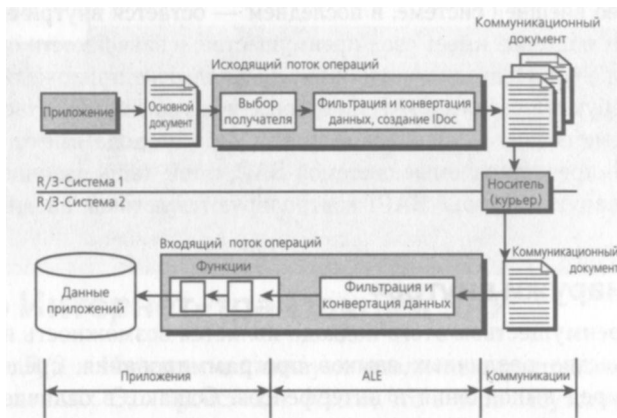 Коммуникационный
документ
Исходящий поток операций
Приложение
Основной
документ
Выбор
получателя
Фильтрация и конвертация
данных, создание IDoc
R/3-Система 1
R/3-Система 2
Носитель
(курьер)
Входящий поток операций
Коммуникационный
документ
Функции
Данные
приложений
Фильтрация и
конвертация данных
Приложения
ALE
Коммуникации